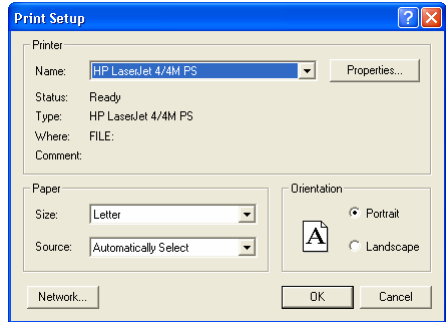 Print Setup
Printer
Name: HP LaserJet 4/4M PS Properties...
Status: Ready
Type: HP LaserJet 4/4M PS
Where: FILE:
Comment:
Paper Orientation
Size: Letter Portrait
A
Source: Automatically Select Landscape
Network... OK Cancel